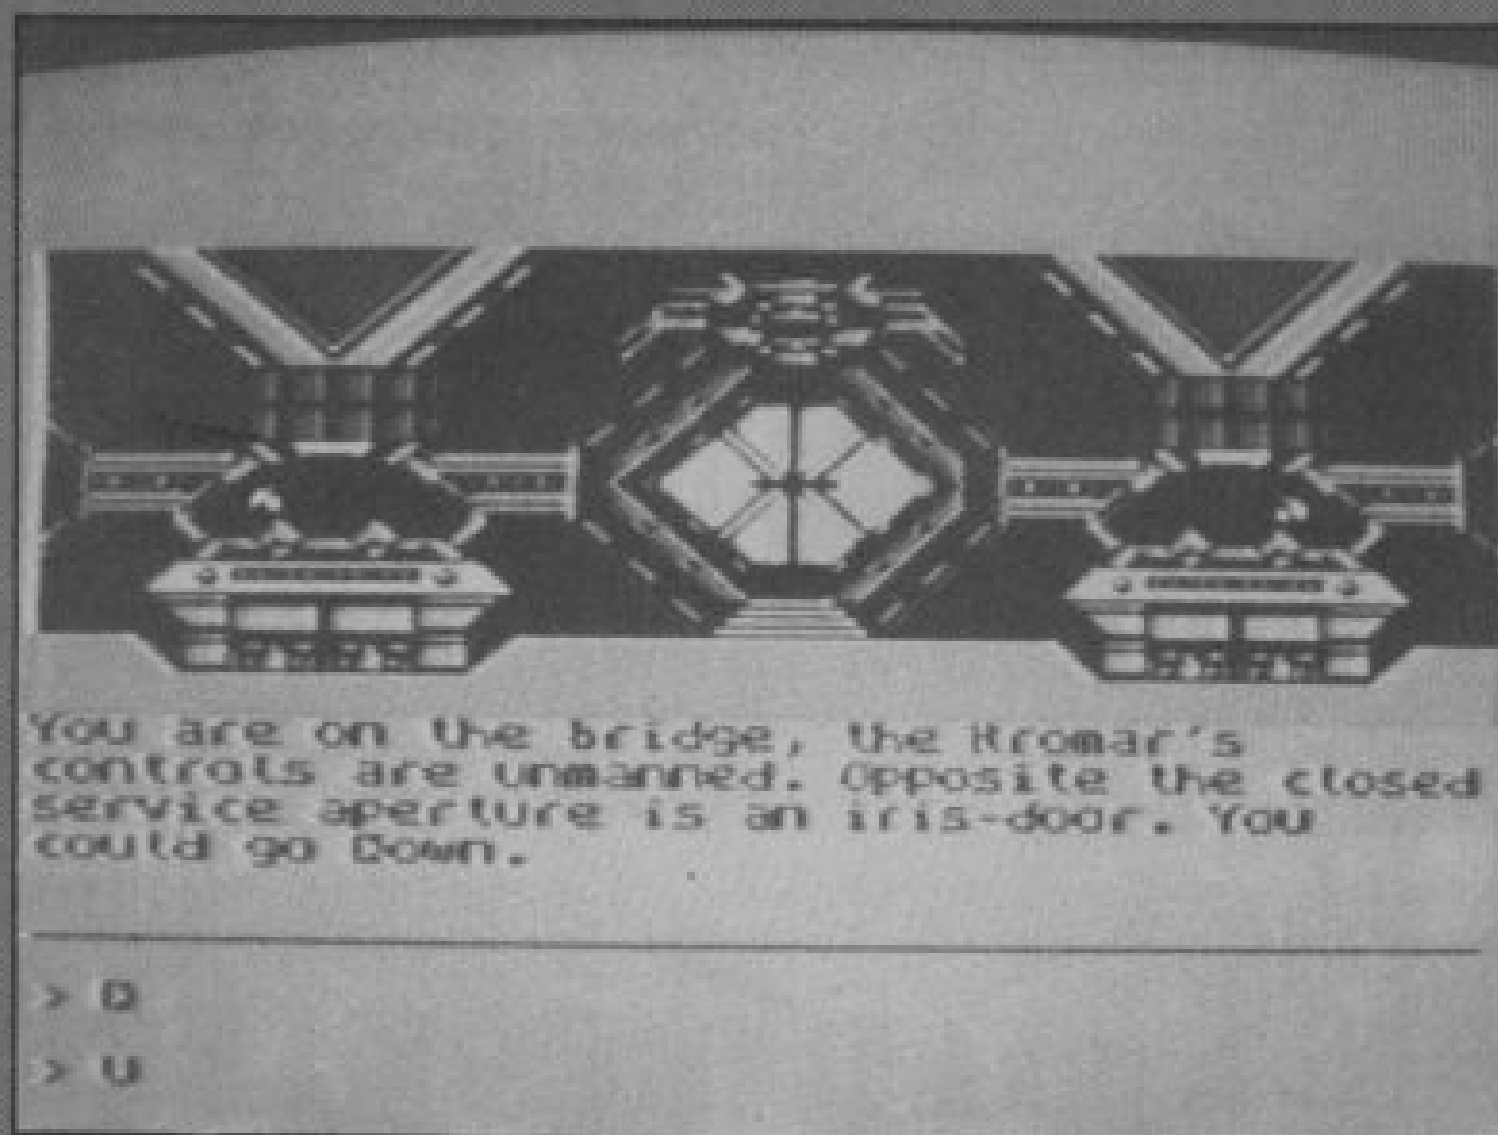 You are on the bridge, the Kromar's
controls are unmanned. Opposite the closed
service aperture is an iris-door. You
could go Down.
> D
> U